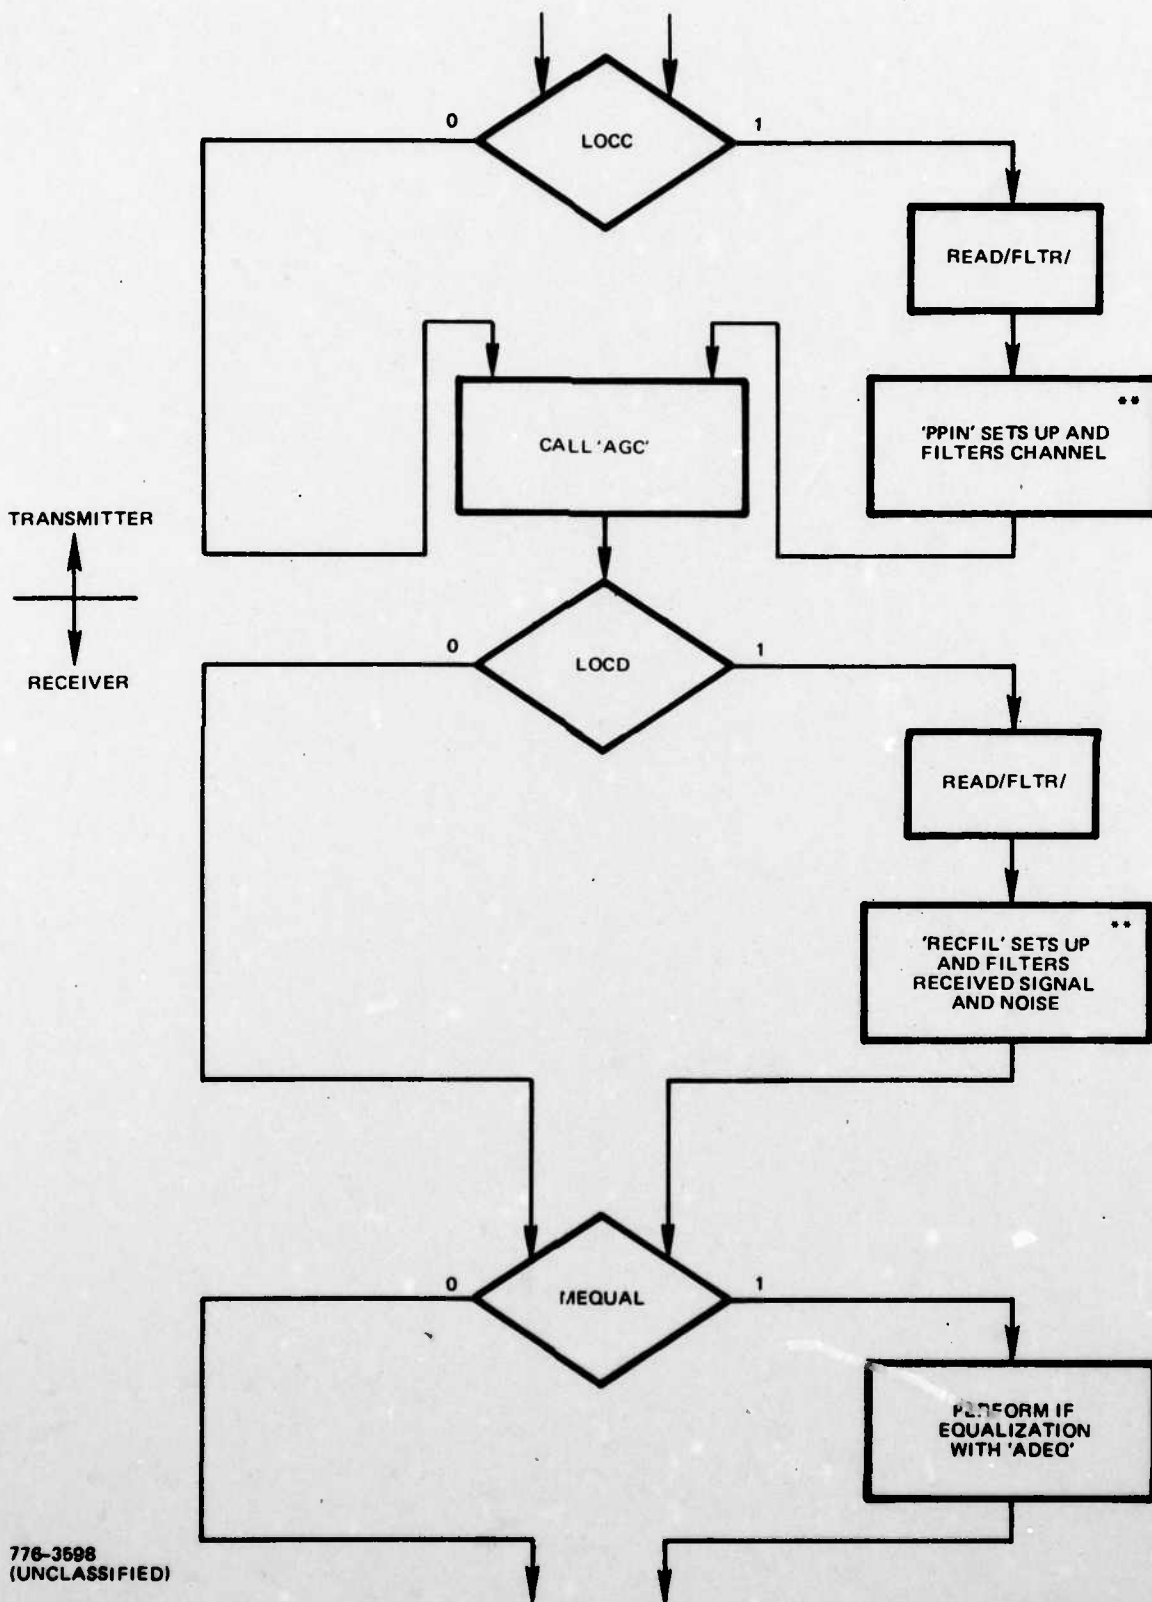 0
LOCC
1
READ/FLTR/
**
'PPIN' SETS UP AND
FILTERS CHANNEL
CALL 'AGC'
TRANSMITTER
RECEIVER
0
LOCD
1
READ/FLTR/
**
'RECFIL' SETS UP
AND FILTERS
RECEIVED SIGNAL
AND NOISE
0
MEQUAL
1
PERFORM IF
EQUALIZATION
WITH 'ADEQ'
776-3598
(UNCLASSIFIED)